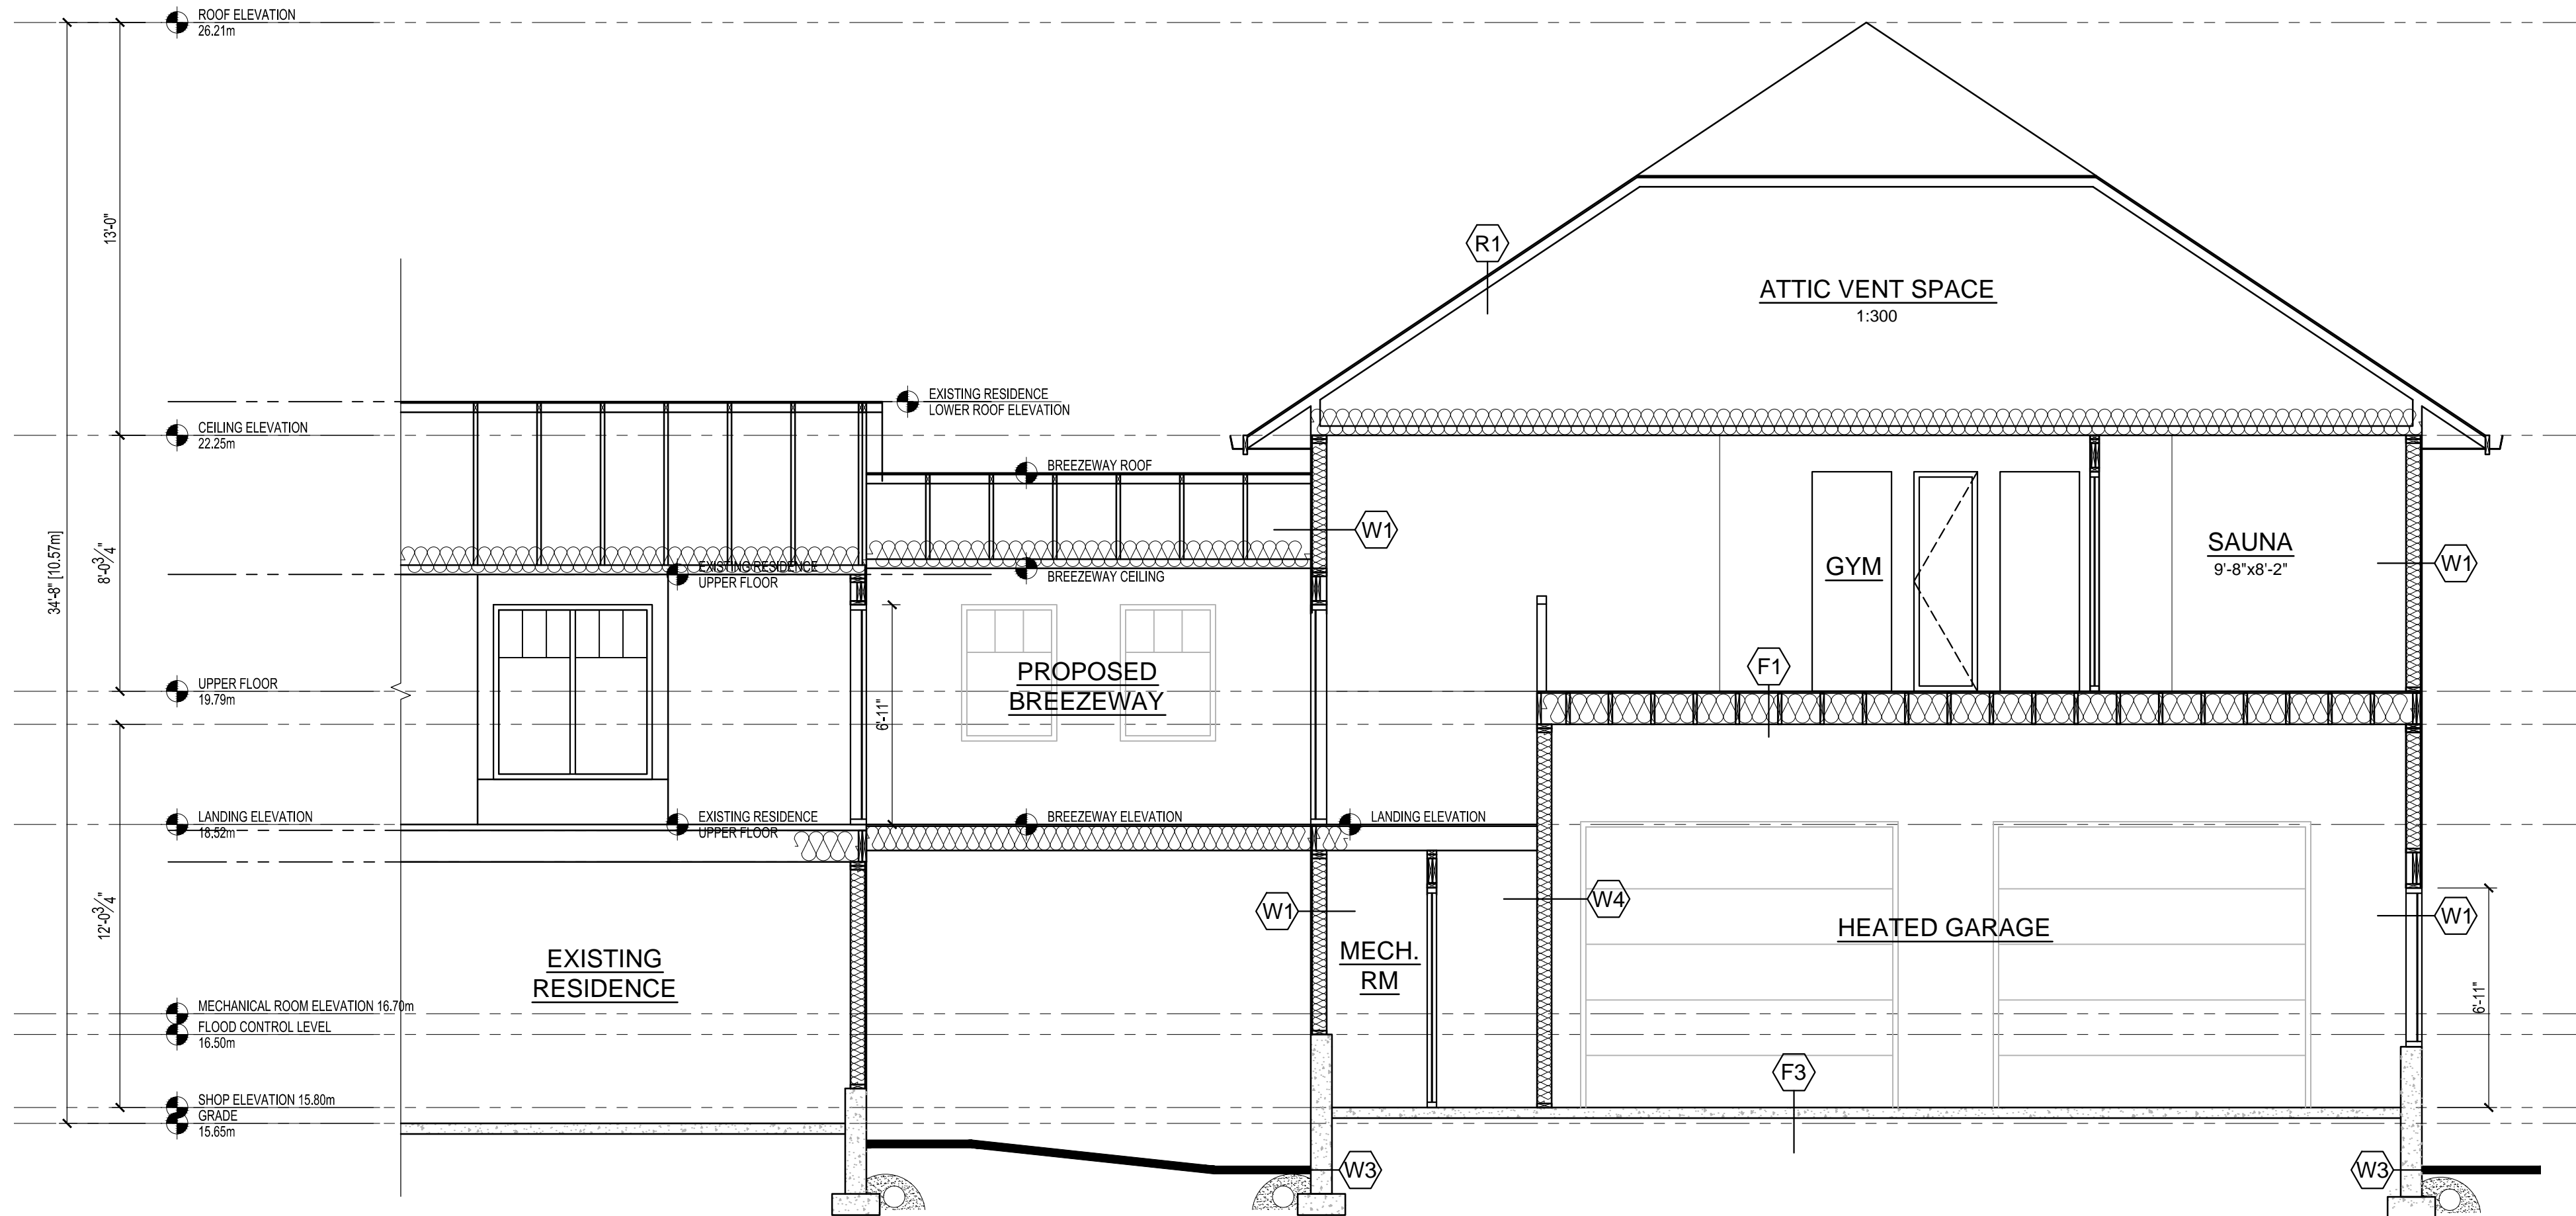 ROOF ELEVATION
26.21m
13'-0"
R1
ATTIC VENT SPACE
1:300
EXISTING RESIDENCE
LOWER ROOF ELEVATION
CEILING ELEVATION
22.25m
BREEZEWAY ROOF
34'-8" [10.57m]
8'-0 3/4"
W1
GYM
SAUNA
9'-8"x8'-2"
W1
EXISTING RESIDENCE
UPPER FLOOR
BREEZEWAY CEILING
UPPER FLOOR
19.79m
6'-11"
PROPOSED
BREEZEWAY
F1
LANDING ELEVATION
18.52m
EXISTING RESIDENCE
UPPER FLOOR
BREEZEWAY ELEVATION
LANDING ELEVATION
12'-0 3/4"
W1
W4
HEATED GARAGE
W1
EXISTING
RESIDENCE
MECH.
RM
6'-11"
MECHANICAL ROOM ELEVATION 16.70m
FLOOD CONTROL LEVEL
16.50m
F3
SHOP ELEVATION 15.80m
GRADE
15.65m
W3
W3